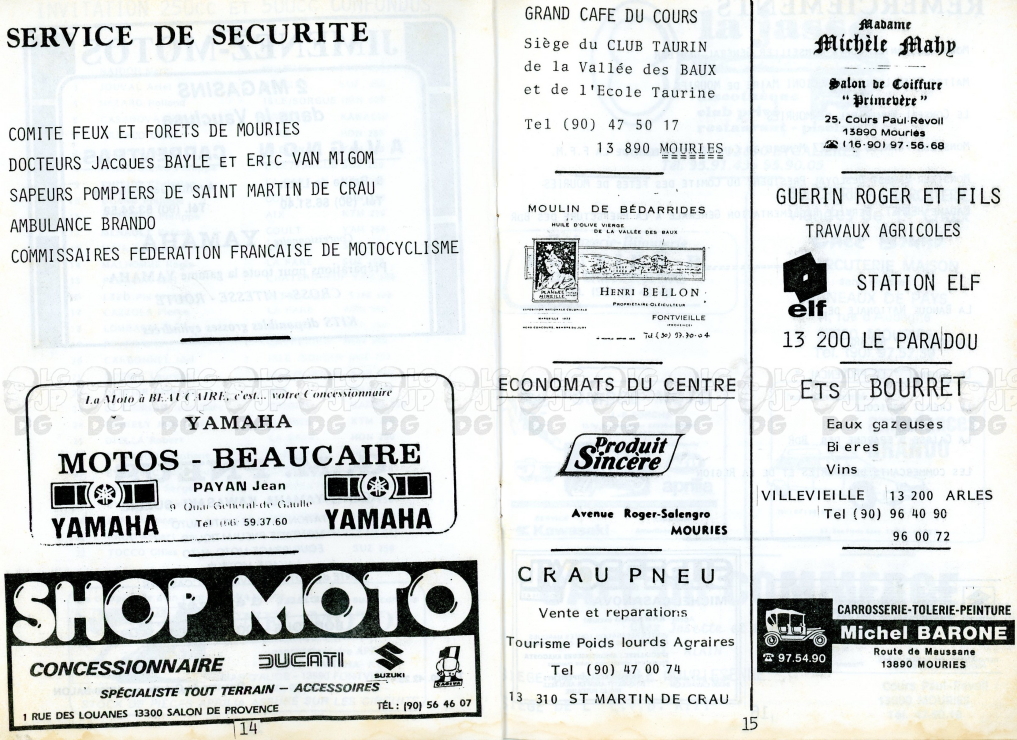 SERVICE DE SECURITE
COMITE FEUX ET FORETS DE MOURIES
DOCTEURS JACQUES BAYLE ET ERIC VAN MIGOM
SAPEURS POMPIERS DE SAINT MARTIN DE CRAU
AMBULANCE BRANDO
COMMISSAIRES FEDERATION FRANCAISE DE MOTOCYCLISME
La Moto à BEAUCAIRE, c'est... votre Concessionnaire
YAMAHA
MOTOS - BEAUCAIRE
PAYAN Jean
9, Quai Général-de Gaulle
Tel (66) 59.37.60
YAMAHA
YAMAHA
SHOP MOTO
CONCESSIONNAIRE DUCATI
SUZUKI
SPÉCIALISTE TOUT TERRAIN — ACCESSOIRES
1 RUE DES LOUANES 13300 SALON DE PROVENCE
TÉL : (90) 56 46 07
14
GRAND CAFE DU COURS
Siège du CLUB TAURIN
de la Vallée des BAUX
et de l'Ecole Taurine
Tel (90) 47 50 17
13 890 MOURIES
MOULIN DE BÉDARRIDES
HUILE D'OLIVE VIERGE
DE LA VALLÉE DES BAUX
HENRI BELLON
PROPRIÉTAIRE-OLÉICULTEUR
FONTVIEILLE
(PROVENCE)
Tel (90) 97.70-04
ECONOMATS DU CENTRE
Produit
Sincère
Avenue Roger-Salengro
MOURIES
CRAU PNEU
Vente et reparations
Tourisme Poids lourds Agraires
Tel (90) 47 00 74
13 310 ST MARTIN DE CRAU
Madame
Michèle Mahy
Salon de Coiffure
" Primevère "
25, Cours Paul-Revoil
13890 Mouriès
☎ (16-90) 97-56-68
GUERIN ROGER ET FILS
TRAVAUX AGRICOLES
elf
STATION ELF
13 200 LE PARADOU
ETS BOURRET
Eaux gazeuses
Bieres
Vins
VILLEVIEILLE 13 200 ARLES
Tel (90) 96 40 90
96 00 72
☎ 97.54.90
CARROSSERIE-TOLERIE-PEINTURE
Michel BARONE
Route de Maussane
13890 MOURIES
15